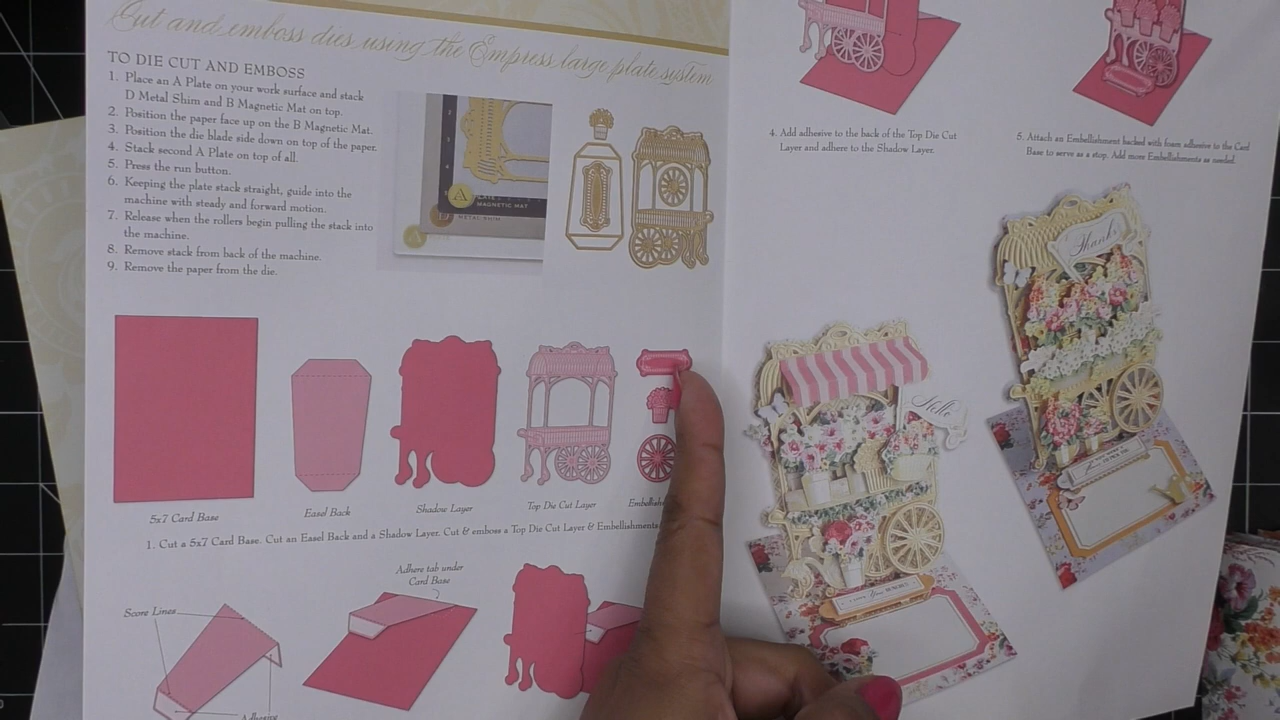 Cut and emboss dies using the Empress large plate system
TO DIE CUT AND EMBOSS
1. Place an A Plate on your work surface and stack
D Metal Shim and B Magnetic Mat on top.
2. Position the paper face up on the B Magnetic Mat.
3. Position the die blade side down on top of the paper.
4. Stack second A Plate on top of all.
5. Press the run button.
6. Keeping the plate stack straight, guide into the
machine with steady and forward motion.
7. Release when the rollers begin pulling the stack into
the machine.
8. Remove stack from back of the machine.
9. Remove the paper from the die.
A
MAGNETIC MAT
D
METAL SHIM
A
5x7 Card Base
Easel Back
Shadow Layer
Top Die Cut Layer
1. Cut a 5x7 Card Base. Cut an Easel Back and a Shadow Layer. Cut & emboss a Top Die Cut Layer & Embellishments
Score Lines
Adhere tab under
Card Base
Adhesive
4. Add adhesive to the back of the Top Die Cut
Layer and adhere to the Shadow Layer.
5. Attach an Embellishment backed with foam adhesive to the Card
Base to serve as a stop. Add more Embellishments as needed.
Thanks
Hello